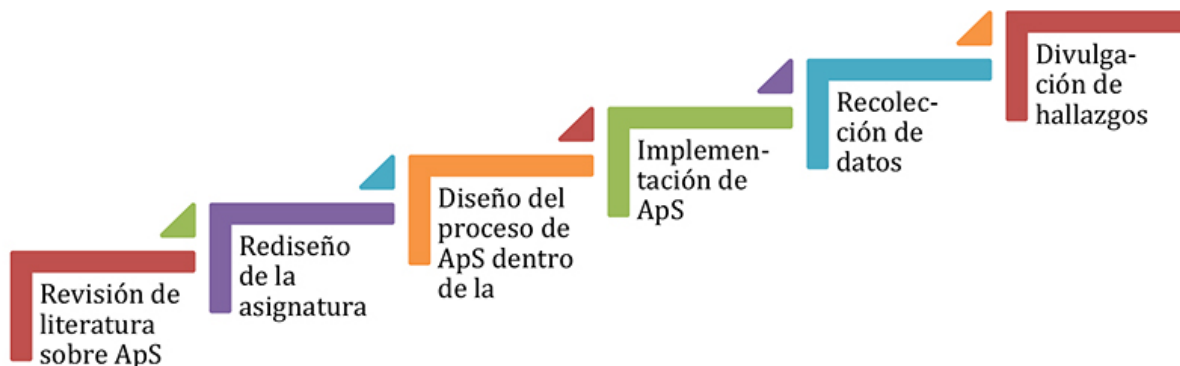 Revisión de
literatura
sobre ApS
Rediseño
de la
asignatura
Diseño del
proceso de
ApS dentro
de la
Implemen-
tación de
ApS
Recolec-
ción de
datos
Divulga-
ción de
hallazgos